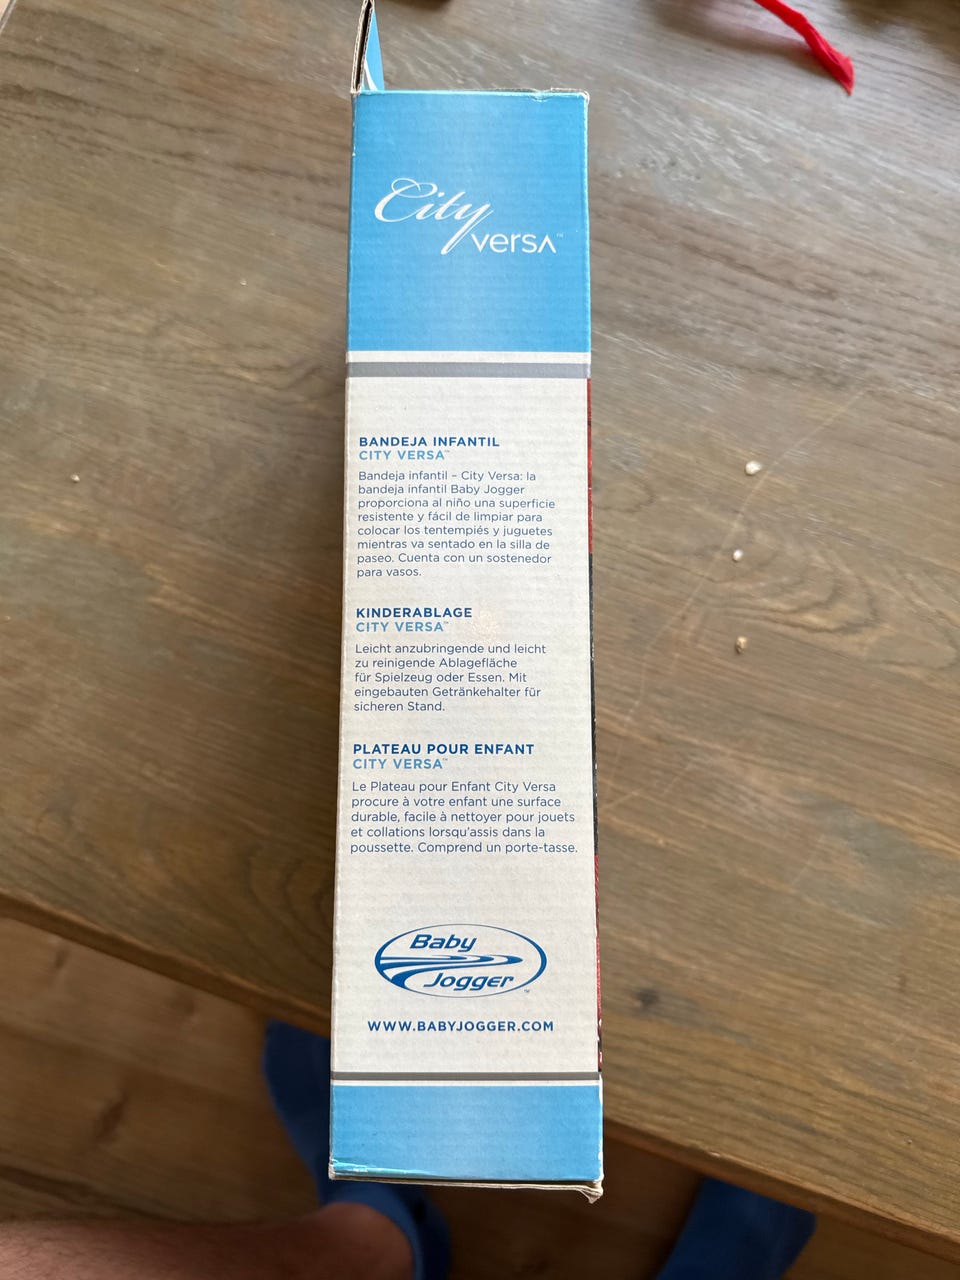 City
versa™
BANDEJA INFANTIL
CITY VERSA™
Bandeja infantil – City Versa: la
bandeja infantil Baby Jogger
proporciona al niño una superficie
resistente y fácil de limpiar para
colocar los tentempiés y juguetes
mientras va sentado en la silla de
paseo. Cuenta con un sostenedor
para vasos.
KINDERABLAGE
CITY VERSA™
Leicht anzubringende und leicht
zu reinigende Ablagefläche
für Spielzeug oder Essen. Mit
eingebauten Getränkehalter für
sicheren Stand.
PLATEAU POUR ENFANT
CITY VERSA™
Le Plateau pour Enfant City Versa
procure à votre enfant une surface
durable, facile à nettoyer pour jouets
et collations lorsqu'assis dans la
poussette. Comprend un porte-tasse.
Baby
Jogger™
WWW.BABYJOGGER.COM